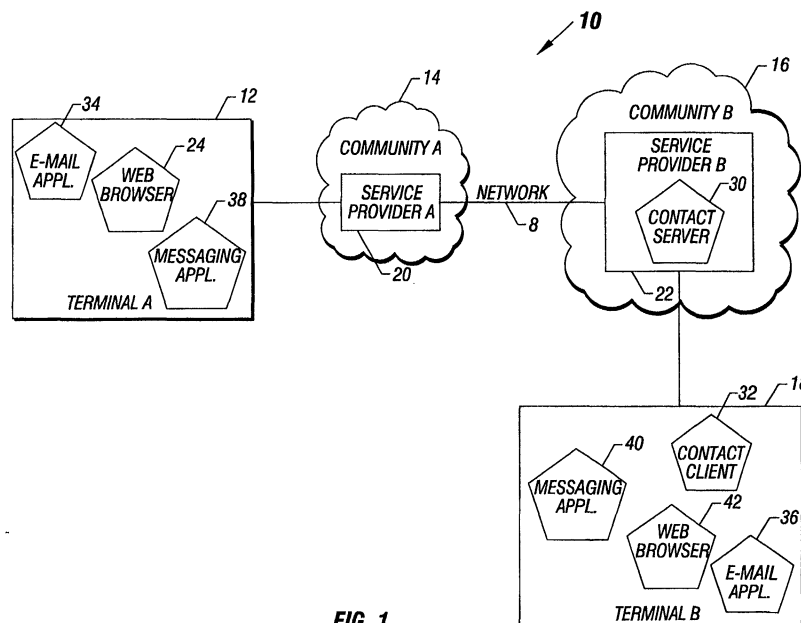 10
12
34
E-MAIL
APPL.
24
WEB
BROWSER
38
MESSAGING
APPL.
TERMINAL A
14
COMMUNITY A
SERVICE
PROVIDER A
20
NETWORK
8
16
COMMUNITY B
SERVICE
PROVIDER B
30
CONTACT
SERVER
22
18
32
CONTACT
CLIENT
40
MESSAGING
APPL.
42
WEB
BROWSER
36
E-MAIL
APPL.
TERMINAL B
FIG. 1